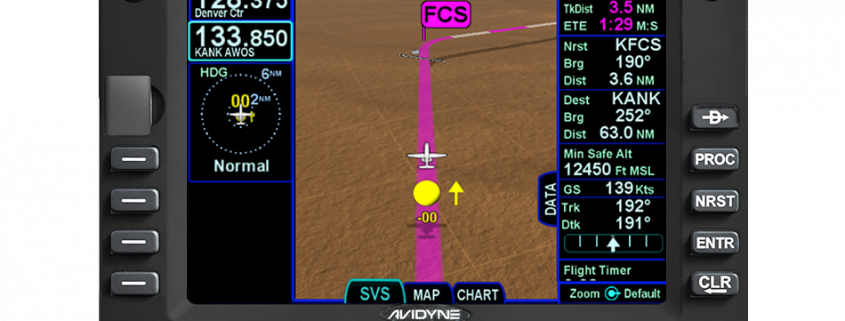 128.375
Denver Ctr
133.850
KANK AWOS
HDG
6NM
002NM
Normal
FCS
-00
SVS MAP CHART
AVIDYNE
DATA
TkDist 3.5 NM
ETE 1:29 M:S
Nrst KFCS
Brg 190°
Dist 3.6 NM
Dest KANK
Brg 252°
Dist 63.0 NM
Min Safe Alt
12450 Ft MSL
GS 139 Kts
Trk 192°
Dtk 191°
Flight Timer
Zoom Default
D
PROC
NRST
ENTR
CLR